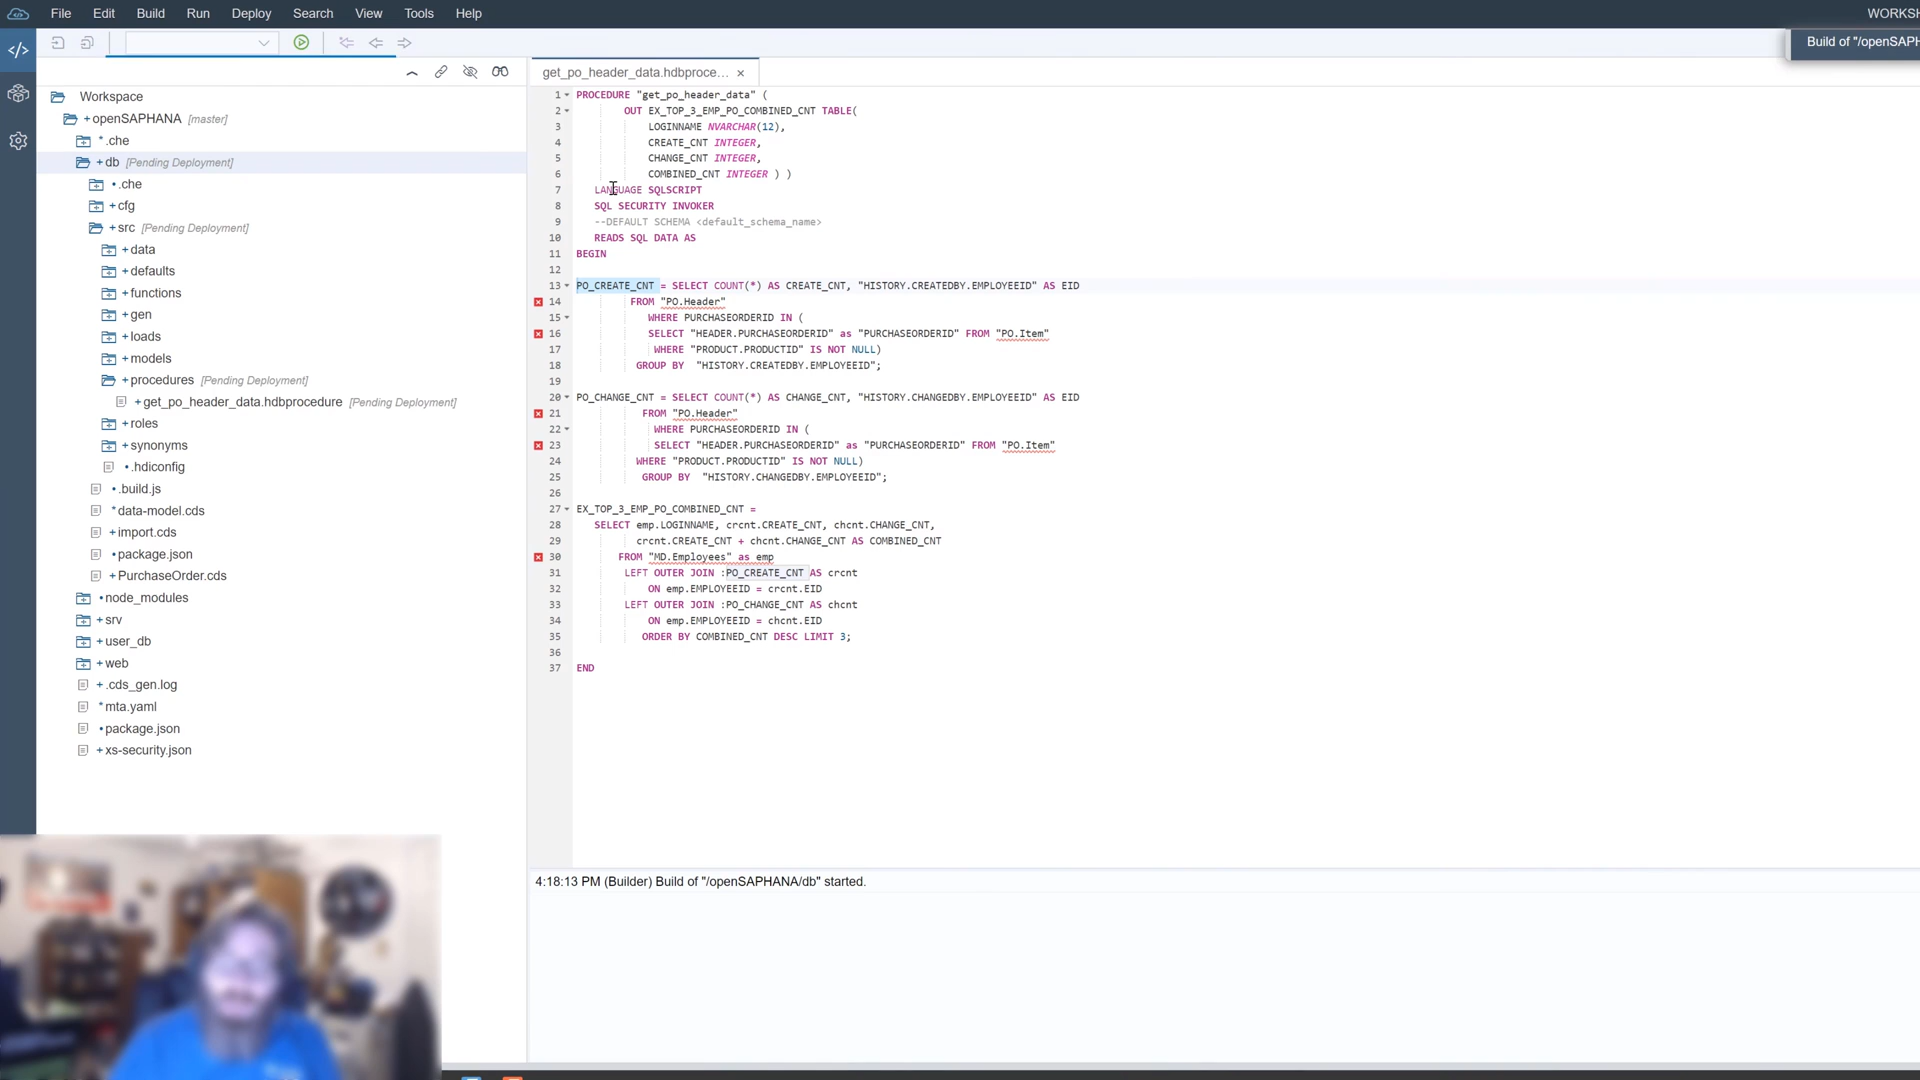 File Edit Build Run Deploy Search View Tools Help
WORKSH
Build of "/openSAPH
Workspace
+ openSAPHANA [master]
* .che
+ db [Pending Deployment]
• .che
+ cfg
+ src [Pending Deployment]
+ data
+ defaults
+ functions
+ gen
+ loads
+ models
+ procedures [Pending Deployment]
+ get_po_header_data.hdbprocedure [Pending Deployment]
+ roles
+ synonyms
• .hdiconfig
• .build.js
* data-model.cds
+ import.cds
+ package.json
+ PurchaseOrder.cds
• node_modules
+ srv
+ user_db
+ web
+ .cds_gen.log
* mta.yaml
• package.json
+ xs-security.json
get_po_header_data.hdbproce... ×
1 PROCEDURE "get_po_header_data" (
2 OUT EX_TOP_3_EMP_PO_COMBINED_CNT TABLE(
3 LOGINNAME NVARCHAR(12),
4 CREATE_CNT INTEGER,
5 CHANGE_CNT INTEGER,
6 COMBINED_CNT INTEGER ) )
7 LANGUAGE SQLSCRIPT
8 SQL SECURITY INVOKER
9 --DEFAULT SCHEMA <default_schema_name>
10 READS SQL DATA AS
11 BEGIN
12
13 PO_CREATE_CNT = SELECT COUNT(*) AS CREATE_CNT, "HISTORY.CREATEDBY.EMPLOYEEID" AS EID
14 FROM "PO.Header"
15 WHERE PURCHASEORDERID IN (
16 SELECT "HEADER.PURCHASEORDERID" as "PURCHASEORDERID" FROM "PO.Item"
17 WHERE "PRODUCT.PRODUCTID" IS NOT NULL)
18 GROUP BY "HISTORY.CREATEDBY.EMPLOYEEID";
19
20 PO_CHANGE_CNT = SELECT COUNT(*) AS CHANGE_CNT, "HISTORY.CHANGEDBY.EMPLOYEEID" AS EID
21 FROM "PO.Header"
22 WHERE PURCHASEORDERID IN (
23 SELECT "HEADER.PURCHASEORDERID" as "PURCHASEORDERID" FROM "PO.Item"
24 WHERE "PRODUCT.PRODUCTID" IS NOT NULL)
25 GROUP BY "HISTORY.CHANGEDBY.EMPLOYEEID";
26
27 EX_TOP_3_EMP_PO_COMBINED_CNT =
28 SELECT emp.LOGINNAME, crcnt.CREATE_CNT, chcnt.CHANGE_CNT,
29 crcnt.CREATE_CNT + chcnt.CHANGE_CNT AS COMBINED_CNT
30 FROM "MD.Employees" as emp
31 LEFT OUTER JOIN :PO_CREATE_CNT AS crcnt
32 ON emp.EMPLOYEEID = crcnt.EID
33 LEFT OUTER JOIN :PO_CHANGE_CNT AS chcnt
34 ON emp.EMPLOYEEID = chcnt.EID
35 ORDER BY COMBINED_CNT DESC LIMIT 3;
36
37 END
4:18:13 PM (Builder) Build of "/openSAPHANA/db" started.